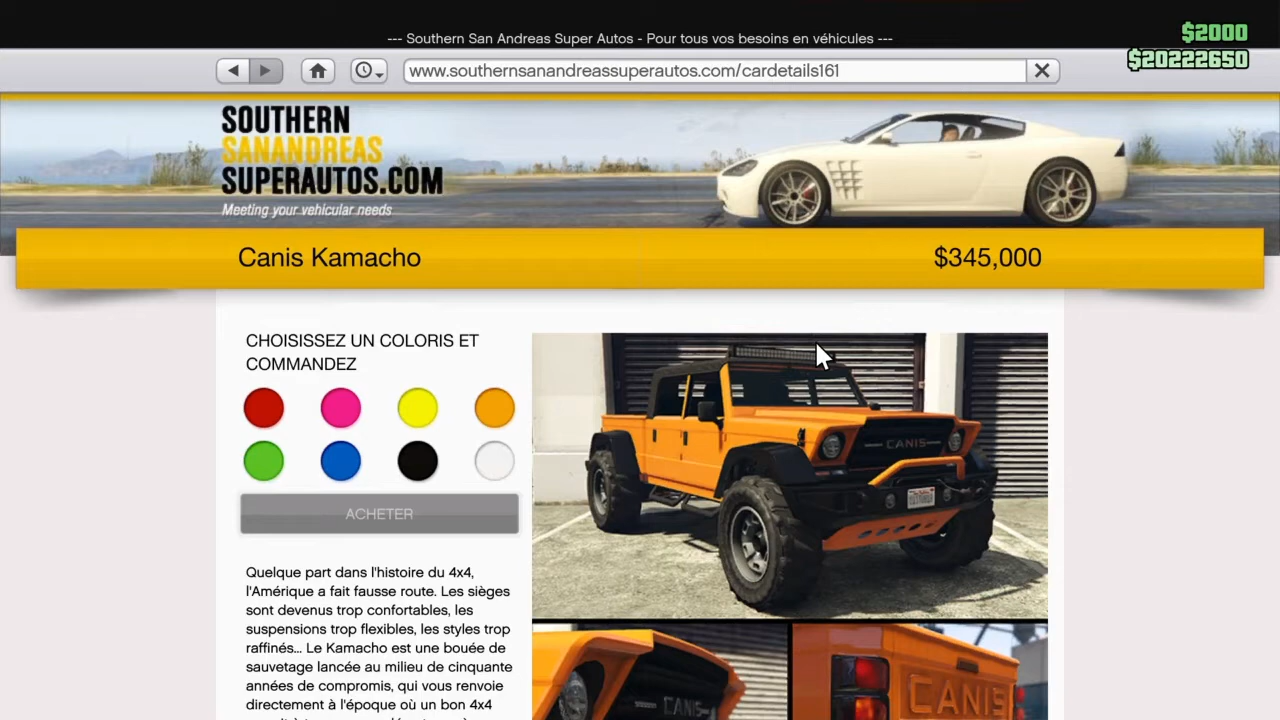 --- Southern San Andreas Super Autos - Pour tous vos besoins en véhicules ---
$2000
$20222650
www.southernsanandreassuperautos.com/cardetails161
SOUTHERN
SANANDREAS
SUPERAUTOS.COM
Meeting your vehicular needs
Canis Kamacho
$345,000
CHOISISSEZ UN COLORIS ET
COMMANDEZ
ACHETER
Quelque part dans l'histoire du 4x4,
l'Amérique a fait fausse route. Les sièges
sont devenus trop confortables, les
suspensions trop flexibles, les styles trop
raffinés... Le Kamacho est une bouée de
sauvetage lancée au milieu de cinquante
années de compromis, qui vous renvoie
directement à l'époque où un bon 4x4
CANIS
CANIS
CANIS